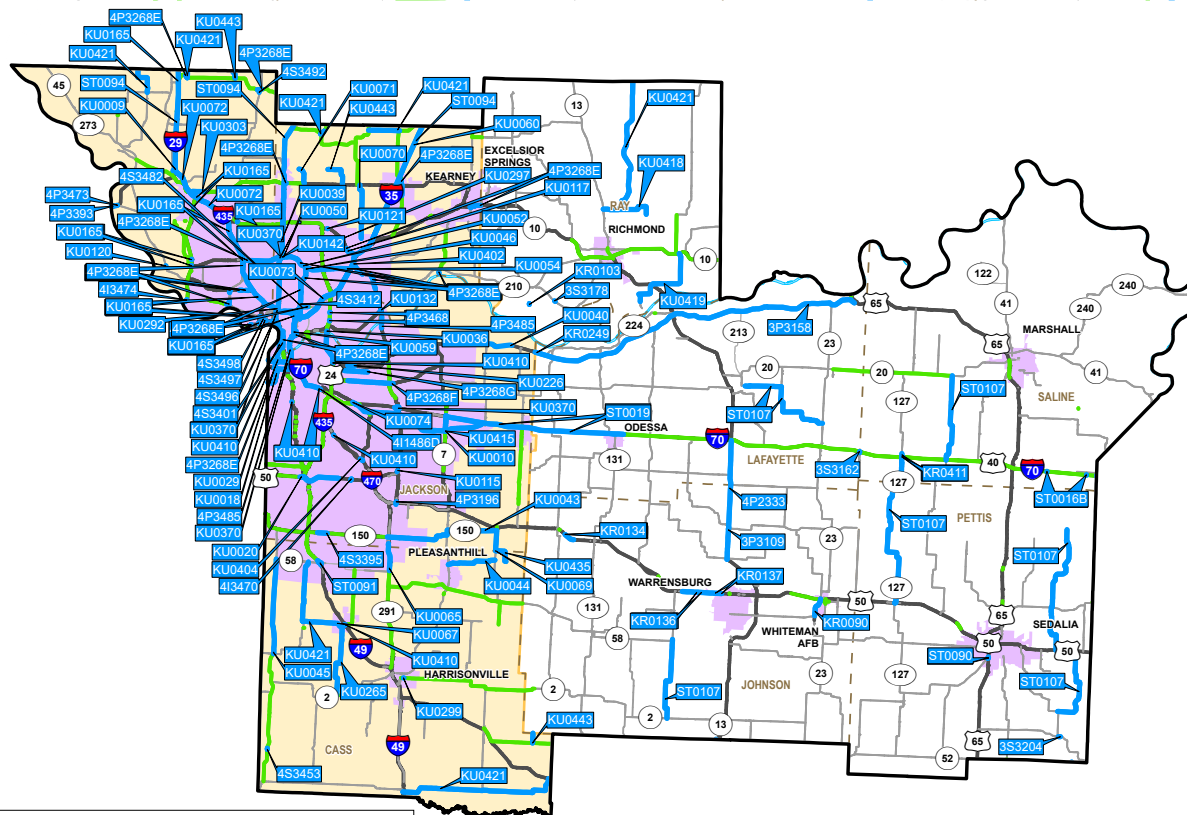 4P3268E
KU0443
KU0165
KU0421
4P3268E
KU0421
4S3492
45
ST0094
ST0094
KU0071
KU0421
KU0421
KU0443
ST0094
13
KU0421
KU0009
KU0072
273
29
KU0303
KU0060
4P3268E
KU0070
4P3268E
EXCELSIOR
SPRINGS
KEARNEY
KU0418
4S3482
KU0165
KU0297
4P3268E
KU0117
35
4P3473
KU0072
KU0039
4P3393
KU0165
435
KU0165
KU0050
KU0121
RAY
KU0052
4P3268E
KU0370
KU0142
KU0046
10
RICHMOND
KU0165
KU0402
KU0120
KU0054
10
KU0073
4P3268E
KR0103
4P3268E
210
3S3178
4I3474
4S3412
KU0132
KU0419
KU0165
4P3468
KU0040
KU0292
4P3268E
4P3485
224
3P3158
65
122
240
240
41
KU0165
KU0059
KU0036
KR0249
213
23
MARSHALL
65
4P3268E
KU0410
4S3498
70
24
KU0226
20
20
41
4S3497
4P3268F
4P3268G
ST0107
ST0107
SALINE
4S3496
KU0370
127
4S3401
KU0074
ST0019
KU0370
435
4I1486D
KU0415
ODESSA
70
KU0410
KU0410
KU0410
KU0010
LAFAYETTE
4P3268E
7
131
3S3162
KR0411
40
70
50
470
KU0115
KU0029
JACKSON
127
ST0016B
KU0018
4P3196
KU0043
4P2333
4P3485
ST0107
PETTIS
KU0370
150
150
KR0134
23
KU0020
4S3395
PLEASANTHILL
KU0435
3P3109
ST0107
58
KU0404
KU0044
KU0069
WARRENSBURG
KR0137
4I3470
ST0091
127
291
131
50
KU0065
KR0136
65
58
WHITEMAN
AFB
KR0090
SEDALIA
KU0067
50
50
KU0421
49
KU0410
ST0090
KU0045
HARRISONVILLE
23
127
KU0265
JOHNSON
ST0107
2
2
ST0107
KU0299
2
13
KU0443
65
3S3204
CASS
49
52
4S3453
KU0421